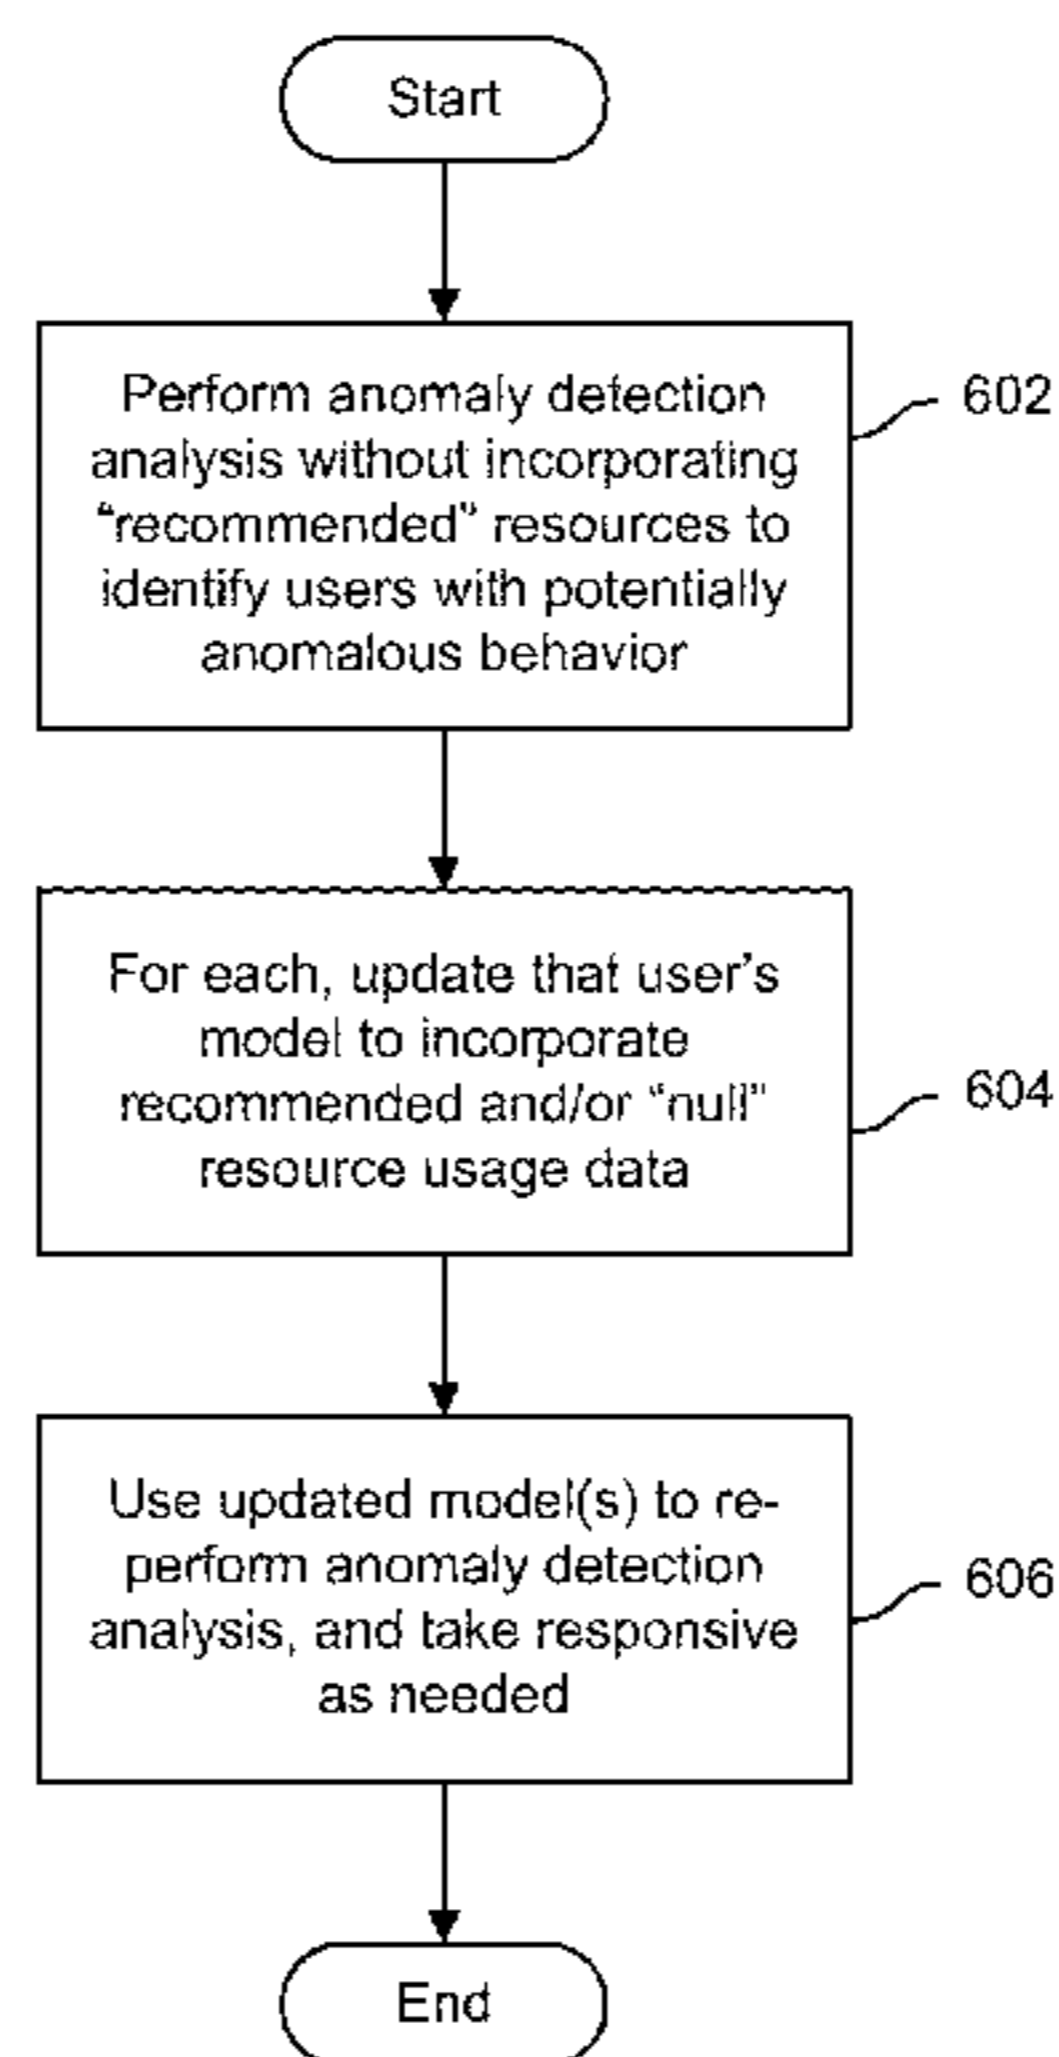 Start
Perform anomaly detection
analysis without incorporating
“recommended” resources to
identify users with potentially
anomalous behavior
602
For each, update that user’s
model to incorporate
recommended and/or “null”
resource usage data
604
Use updated model(s) to re-
perform anomaly detection
analysis, and take responsive
as needed
606
End